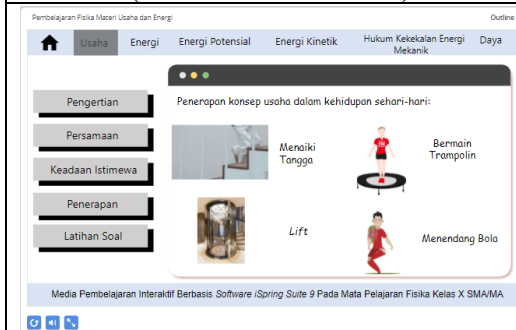 Pembelajaran Fisika Materi Usaha dan Energi
Outline
Usaha
Energi
Energi Potensial
Energi Kinetik
Hukum Kekekalan Energi
Mekanik
Daya
Pengertian
Persamaan
Keadaan Istimewa
Penerapan
Latihan Soal
Penerapan konsep usaha dalam kehidupan sehari-hari:
Menaiki
Tangga
Bermain
Trampolin
Lift
Menendang Bola
Media Pembelajaran Interaktif Berbasis Software iSpring Suite 9 Pada Mata Pelajaran Fisika Kelas X SMA/MA